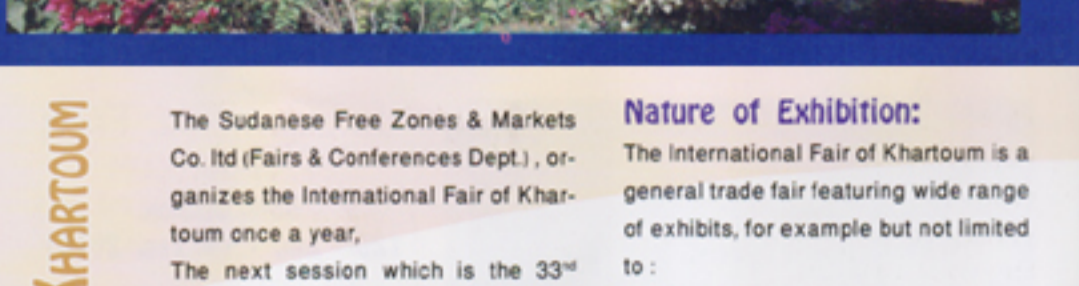 KHARTOUM
The Sudanese Free Zones & Markets
Co. ltd (Fairs & Conferences Dept.) , or-
ganizes the International Fair of Khar-
toum once a year,
The next session which is the 33nd
Nature of Exhibition:
The International Fair of Khartoum is a
general trade fair featuring wide range
of exhibits, for example but not limited
to :